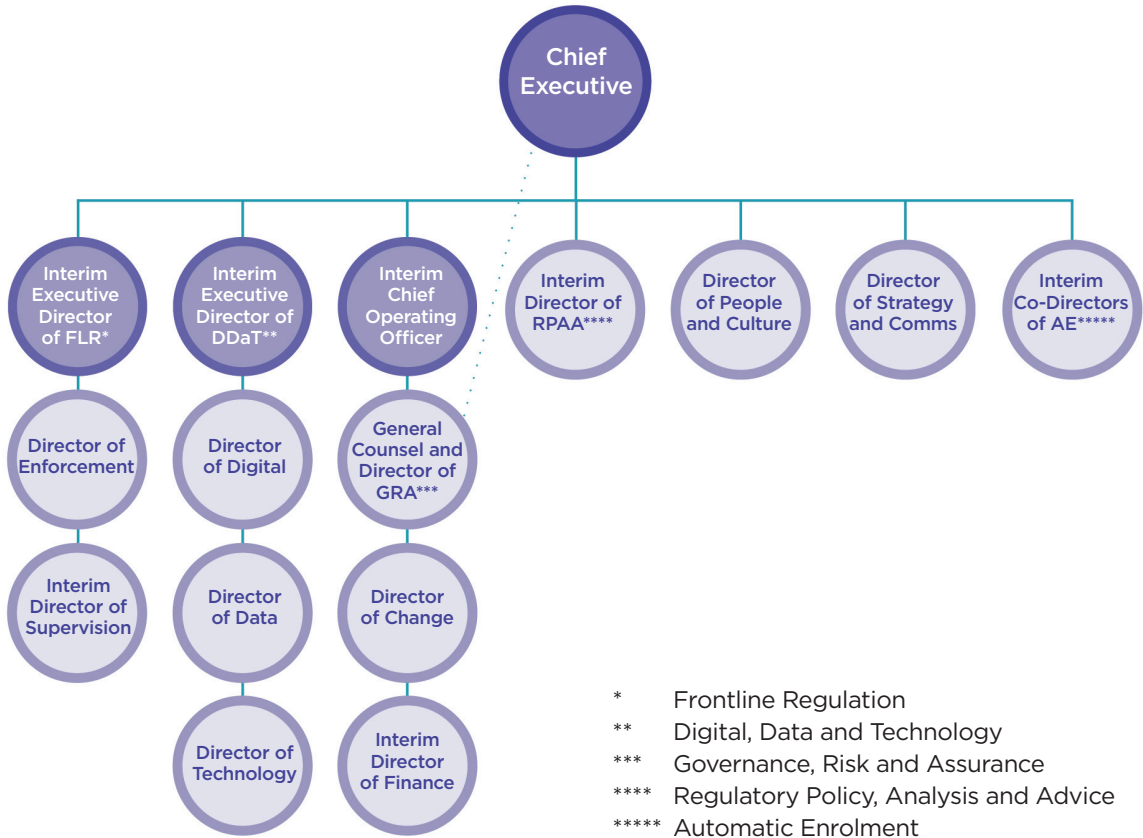 Chief
Executive
Interim
Executive
Director
of FLR*
Interim
Executive
Director of
DDaT**
Interim
Chief
Operating
Officer
Interim
Director of
RPAA****
Director
of People
and Culture
Director
of Strategy
and Comms
Interim
Co-Directors
of AE*****
Director of
Enforcement
Director
of Digital
General
Counsel and
Director of
GRA***
Interim
Director of
Supervision
Director
of Data
Director
of Change
Director of
Technology
Interim
Director
of Finance
* Frontline Regulation
** Digital, Data and Technology
*** Governance, Risk and Assurance
**** Regulatory Policy, Analysis and Advice
***** Automatic Enrolment